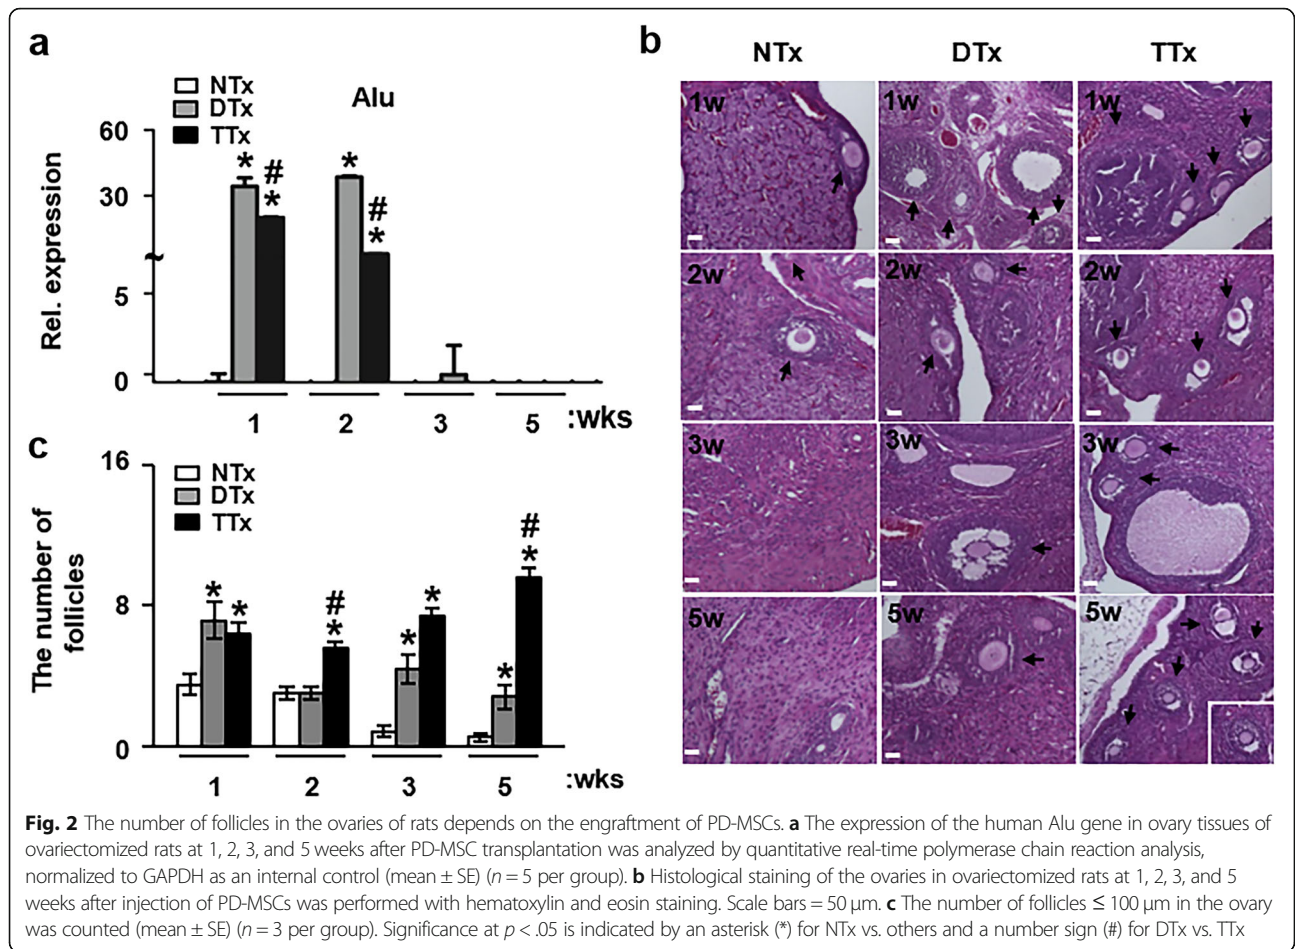 a
NTx
DTx
TTx
Alu
60
30
5
0
Rel. expression
~
* # *
* # *
1 2 3 5 :wks
b
NTx DTx TTx
1w 1w 1w
2w 2w 2w
3w 3w 3w
5w 5w 5w
c
NTx
DTx
TTx
16
8
0
The number of
follicles
* *
# *
* *
* # *
1 2 3 5 :wks
Fig. 2 The number of follicles in the ovaries of rats depends on the engraftment of PD-MSCs. a The expression of the human Alu gene in ovary tissues of
ovariectomized rats at 1, 2, 3, and 5 weeks after PD-MSC transplantation was analyzed by quantitative real-time polymerase chain reaction analysis,
normalized to GAPDH as an internal control (mean ± SE) (n = 5 per group). b Histological staining of the ovaries in ovariectomized rats at 1, 2, 3, and 5
weeks after injection of PD-MSCs was performed with hematoxylin and eosin staining. Scale bars = 50 μm. c The number of follicles ≤ 100 μm in the ovary
was counted (mean ± SE) (n = 3 per group). Significance at p < .05 is indicated by an asterisk (*) for NTx vs. others and a number sign (#) for DTx vs. TTx